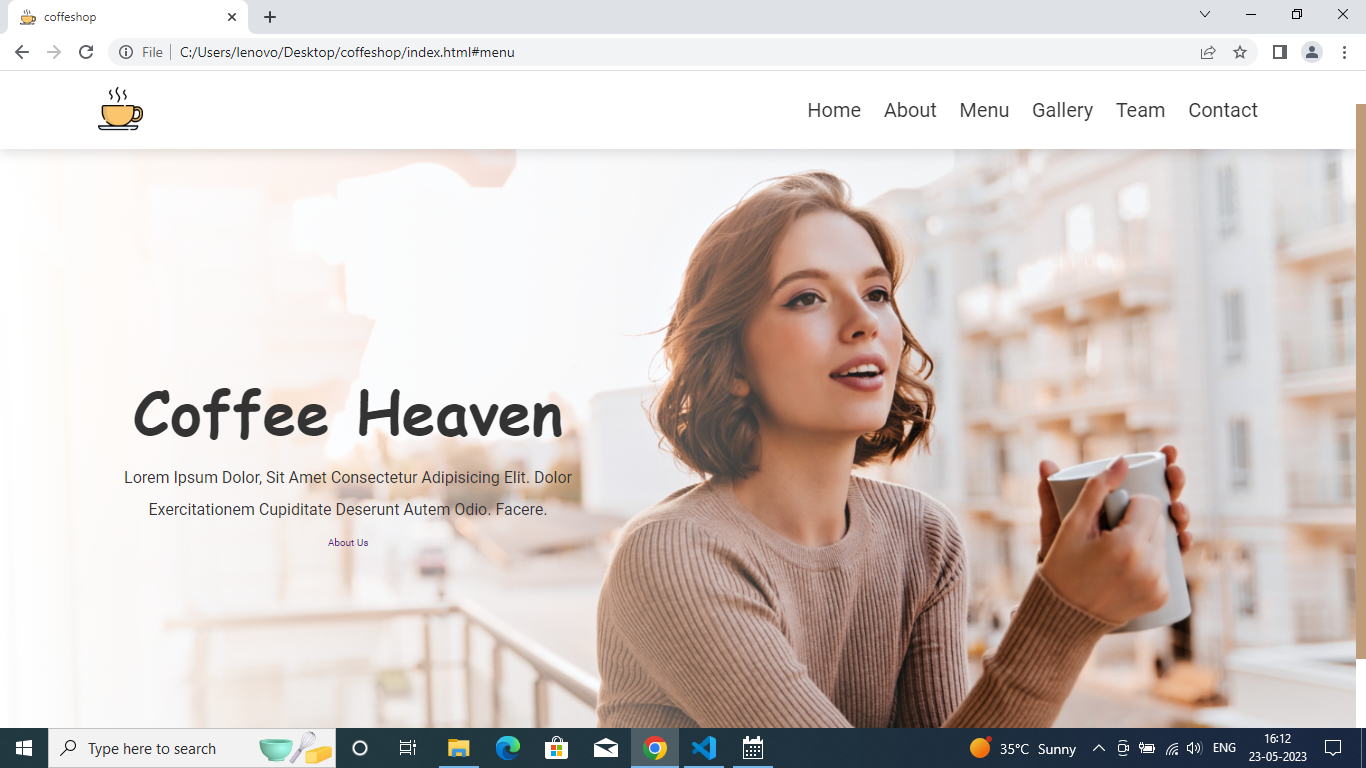 coffeshop
File
C:/Users/lenovo/Desktop/coffeshop/index.html#menu
Home About Menu Gallery Team Contact
Coffee Heaven
Lorem Ipsum Dolor, Sit Amet Consectetur Adipisicing Elit. Dolor
Exercitationem Cupiditate Deserunt Autem Odio. Facere.
About Us
Type here to search
35°C Sunny
ENG
16:12
23-05-2023